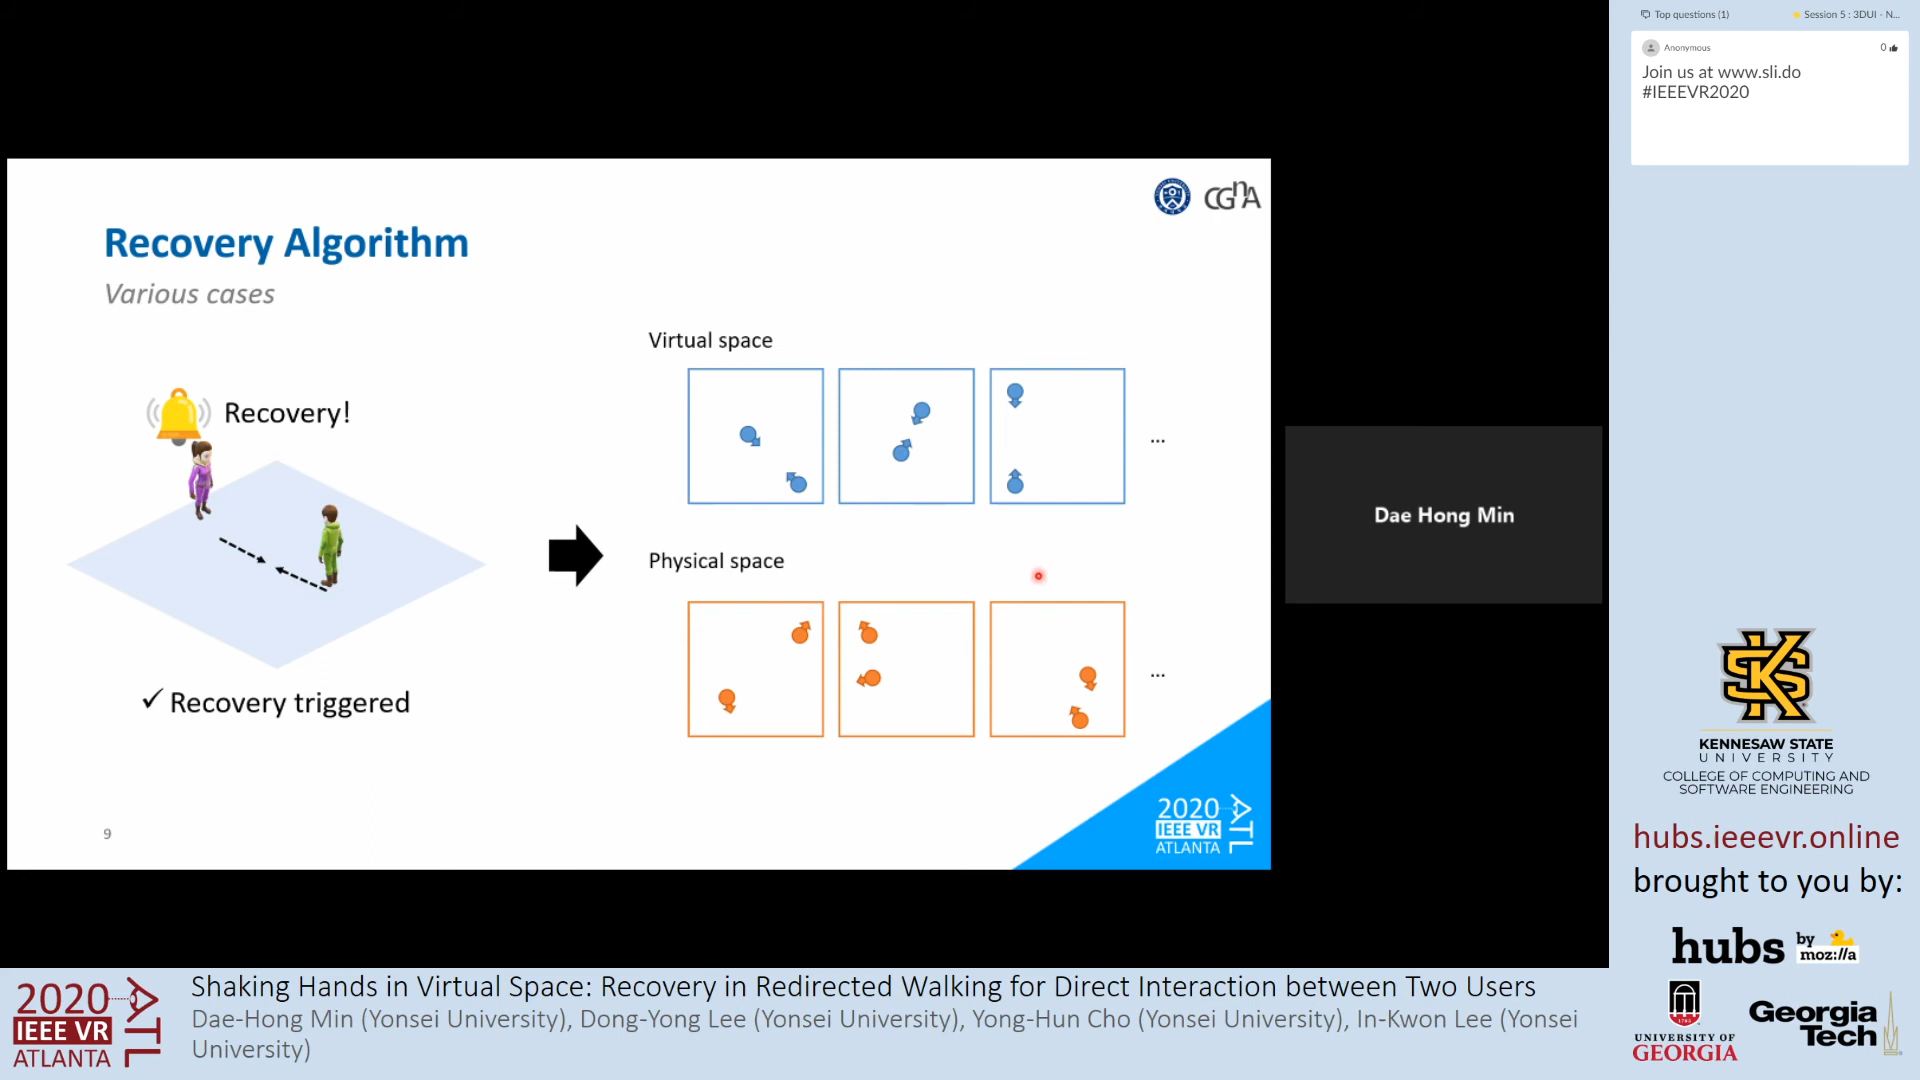 Top questions (1)
Session 5 : 3DUI - N...
Anonymous
0
Join us at www.sli.do
#IEEEVR2020
CGnA
Recovery Algorithm
Various cases
Virtual space
Recovery!
...
Physical space
...
✓ Recovery triggered
9
2020
IEEE VR
ATLANTA
ATL
Dae Hong Min
KS
KENNESAW STATE
UNIVERSITY
COLLEGE OF COMPUTING AND
SOFTWARE ENGINEERING
hubs.ieeevr.online
brought to you by:
hubs by
moz://a
UNIVERSITY OF
GEORGIA
Georgia
Tech
2020
IEEE VR
ATLANTA
ATL
Shaking Hands in Virtual Space: Recovery in Redirected Walking for Direct Interaction between Two Users
Dae-Hong Min (Yonsei University), Dong-Yong Lee (Yonsei University), Yong-Hun Cho (Yonsei University), In-Kwon Lee (Yonsei
University)